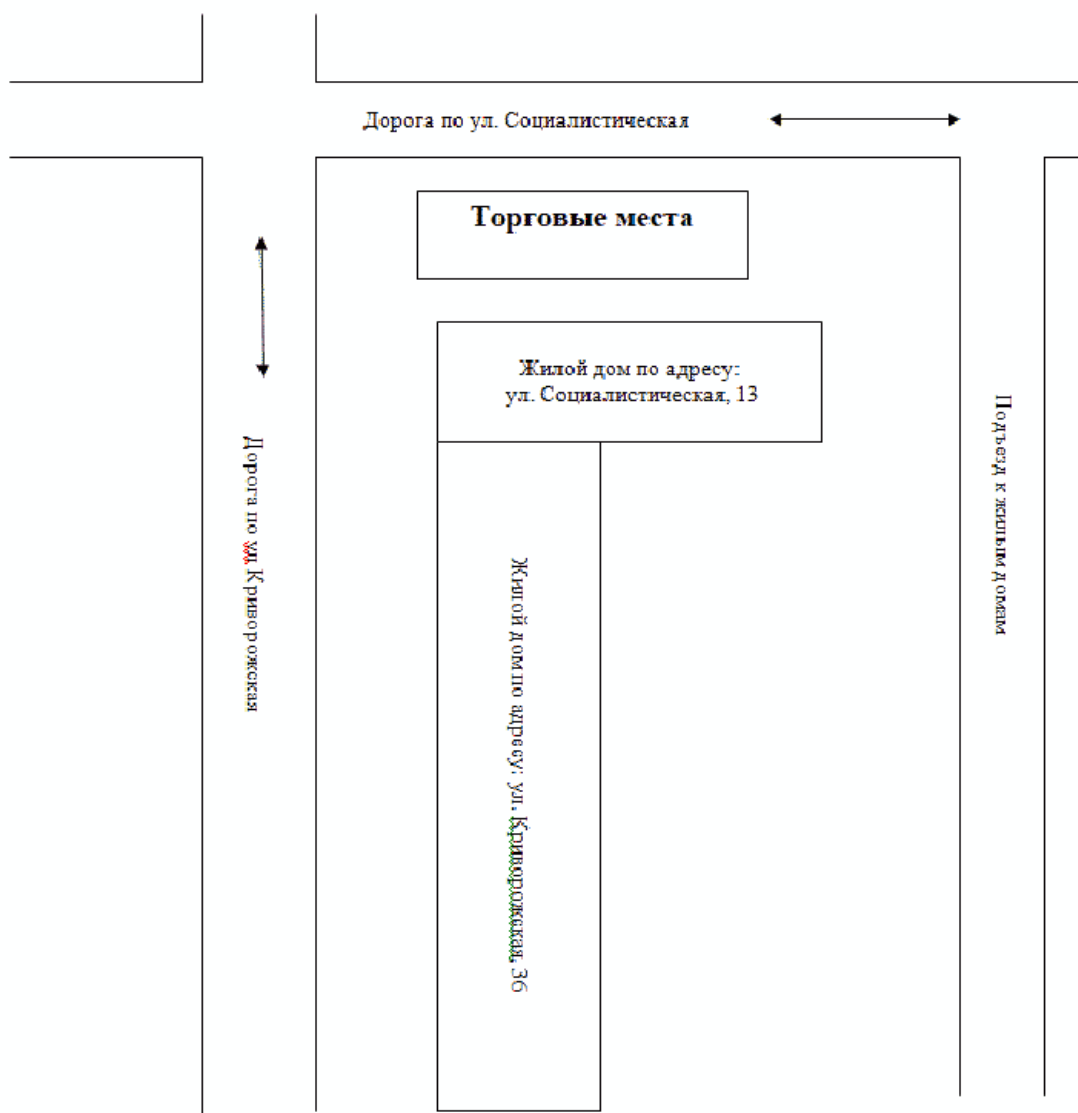 Дорога по ул. Социалистическая
Торговые места
Жилой дом по адресу:
ул. Социалистическая, 13
Дорога по ул Криворожская
Жилой дом по адресу: ул. Криворожская, 36
Подъезд к жилым домам